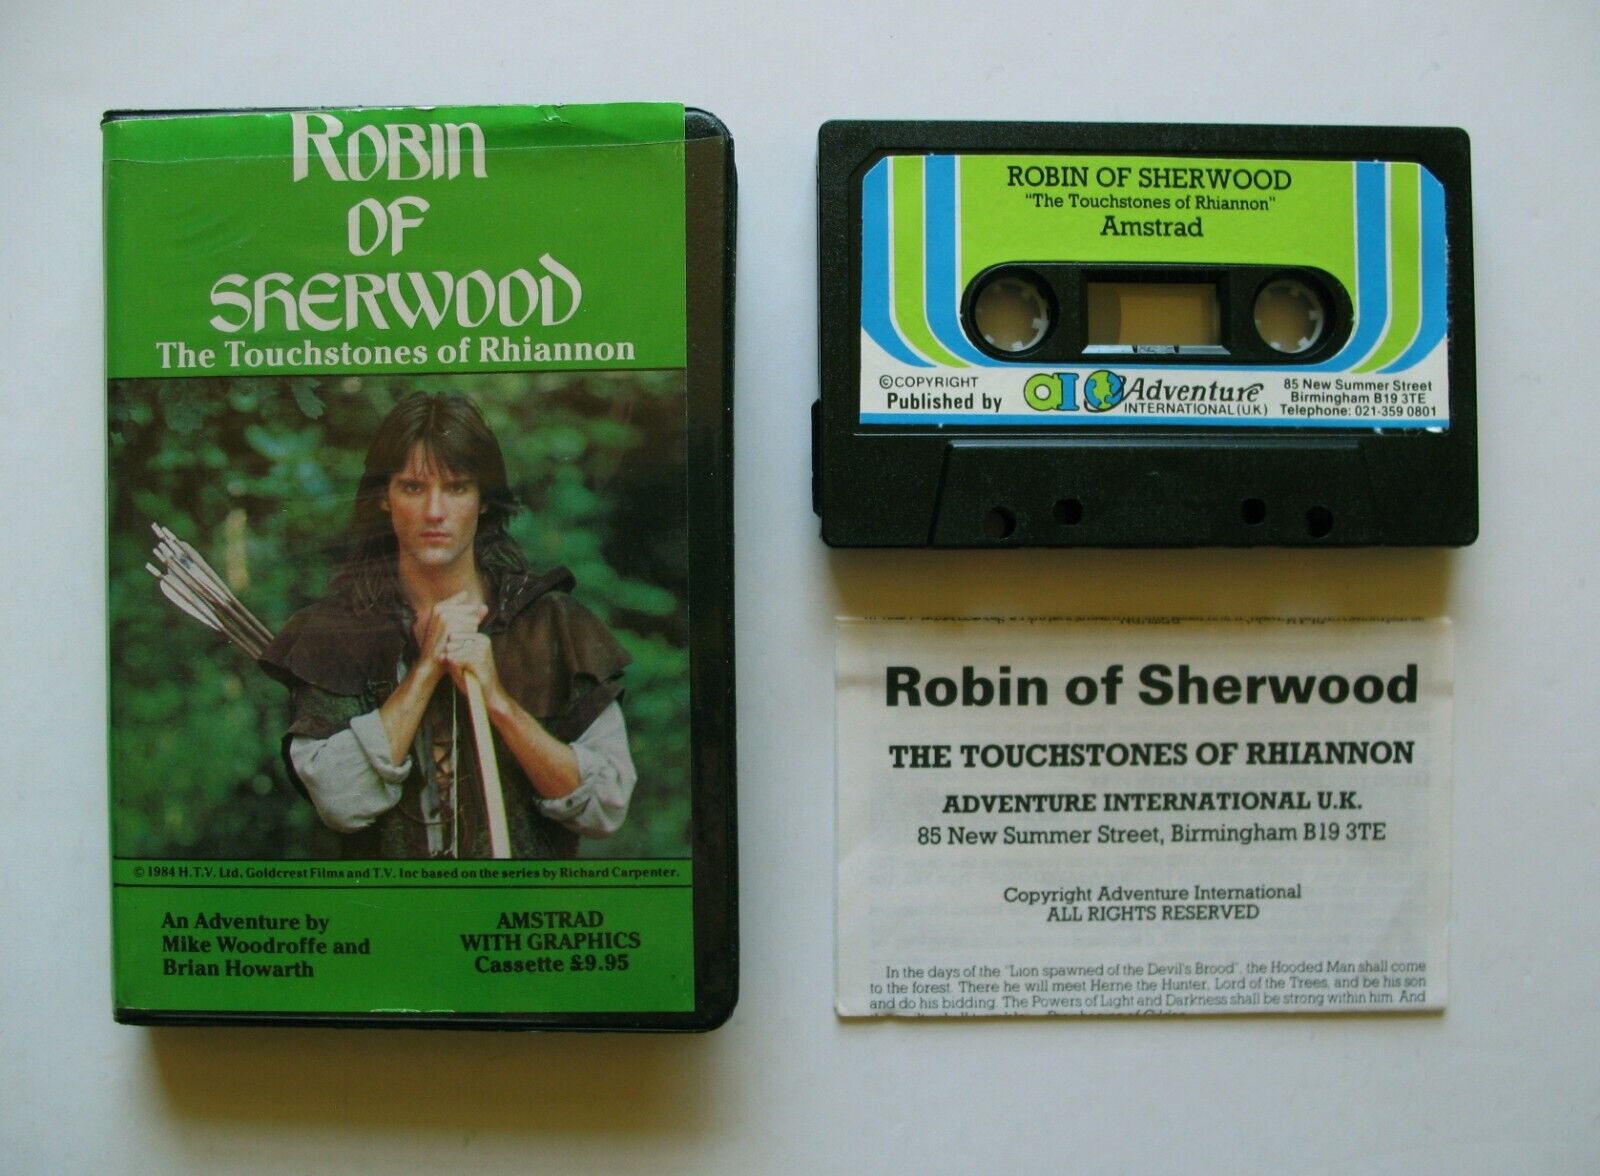 ROBIN
OF
SHERWOOD
The Touchstones of Rhiannon
© 1984 H.T.V. Ltd, Goldcrest Films and T.V. Inc based on the series by Richard Carpenter.
An Adventure by
Mike Woodroffe and
Brian Howarth
AMSTRAD
WITH GRAPHICS
Cassette £9.95
ROBIN OF SHERWOOD
"The Touchstones of Rhiannon"
Amstrad
©COPYRIGHT
Published by
AI Adventure
INTERNATIONAL (U.K.)
85 New Summer Street
Birmingham B19 3TE
Telephone: 021-359 0801
Robin of Sherwood
THE TOUCHSTONES OF RHIANNON
ADVENTURE INTERNATIONAL U.K.
85 New Summer Street, Birmingham B19 3TE
Copyright Adventure International
ALL RIGHTS RESERVED
In the days of the "Lion spawned of the Devil's Brood", the Hooded Man shall come
to the forest. There he will meet Herne the Hunter, Lord of the Trees, and be his son
and do his bidding. The Powers of Light and Darkness shall be strong within him. And